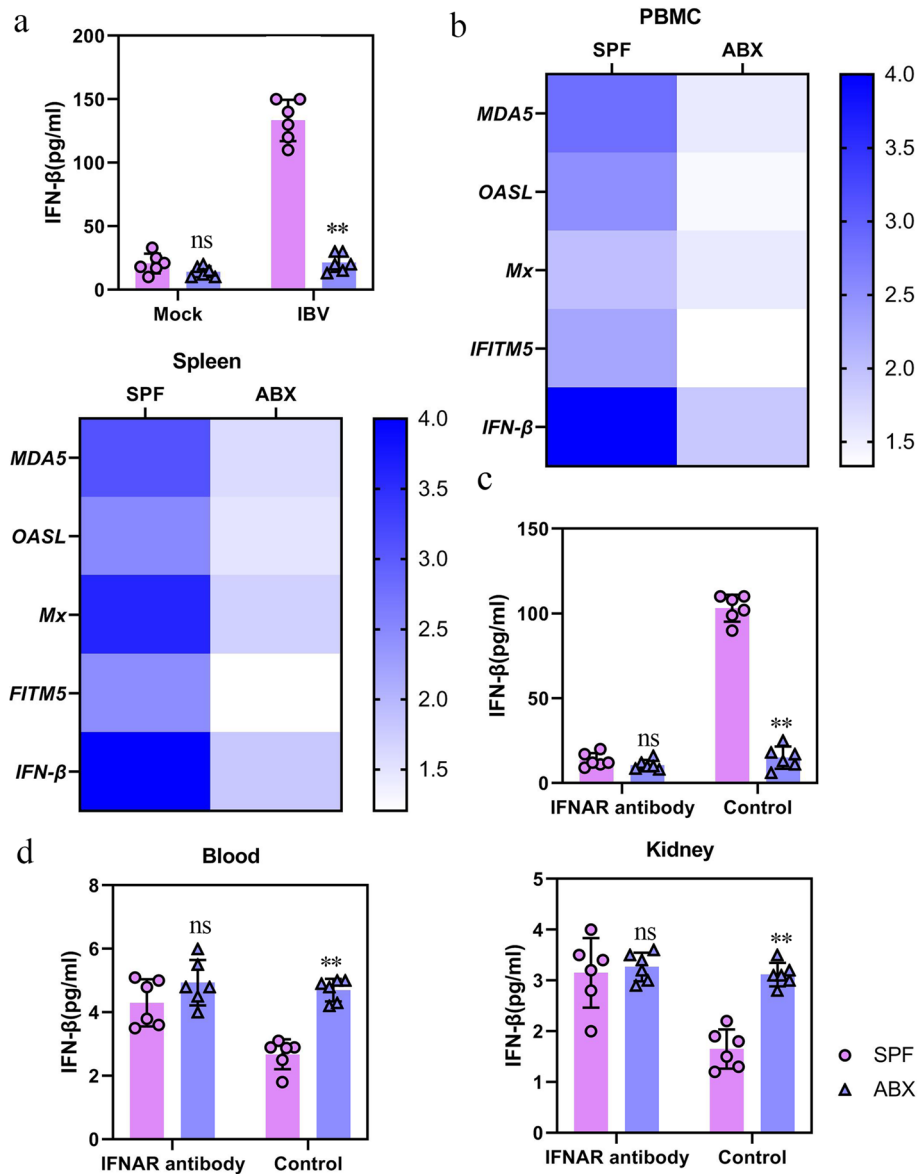 a
IFN-β(pg/ml)
200
150
100
50
0
ns
**
Mock
IBV
b
PBMC
SPF
ABX
MDA5
OASL
Mx
IFITM5
IFN-β
4.0
3.5
3.0
2.5
2.0
1.5
Spleen
SPF
ABX
MDA5
OASL
Mx
FITM5
IFN-β
4.0
3.5
3.0
2.5
2.0
1.5
c
IFN-β(pg/ml)
150
100
50
0
ns
**
IFNAR antibody
Control
d
Blood
IFN-β(pg/ml)
8
6
4
2
0
ns
**
IFNAR antibody
Control
Kidney
IFN-β(pg/ml)
5
4
3
2
1
0
ns
**
IFNAR antibody
Control
SPF
ABX